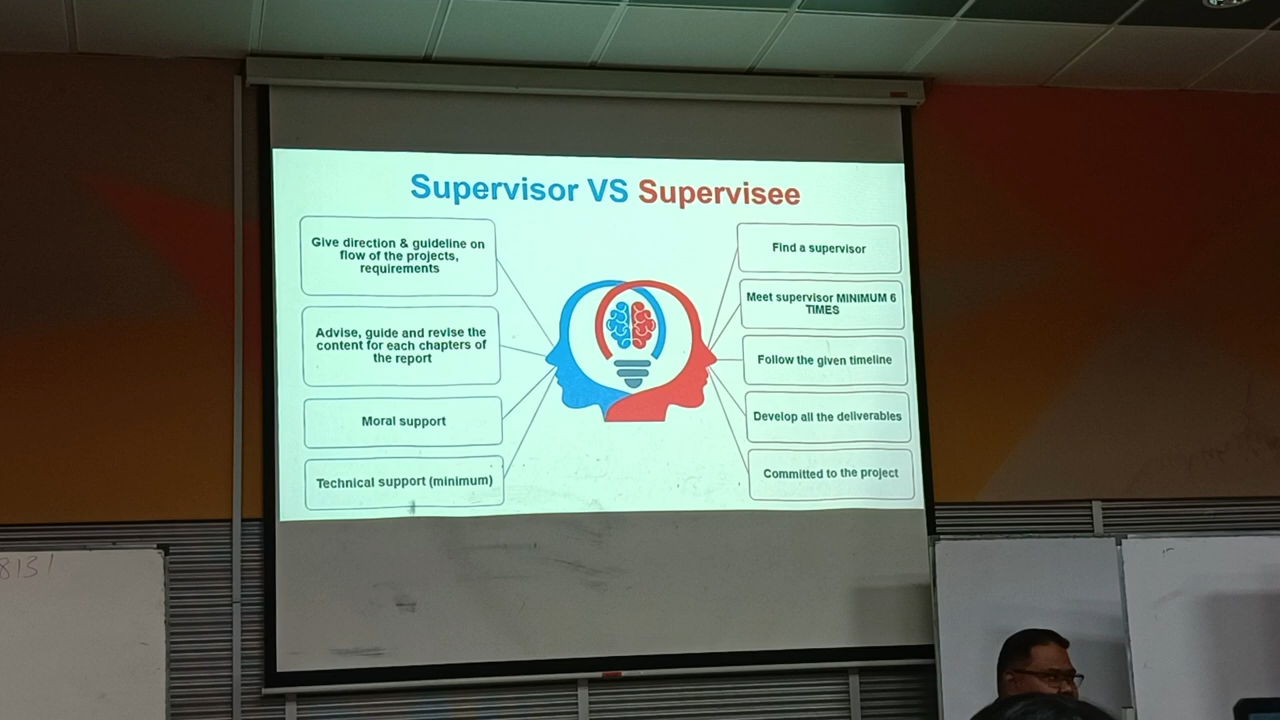 Supervisor VS Supervisee
Give direction & guideline on
flow of the projects,
requirements
Advise, guide and revise the
content for each chapters of
the report
Moral support
Technical support (minimum)
Find a supervisor
Meet supervisor MINIMUM 6
TIMES
Follow the given timeline
Develop all the deliverables
Committed to the project
8131